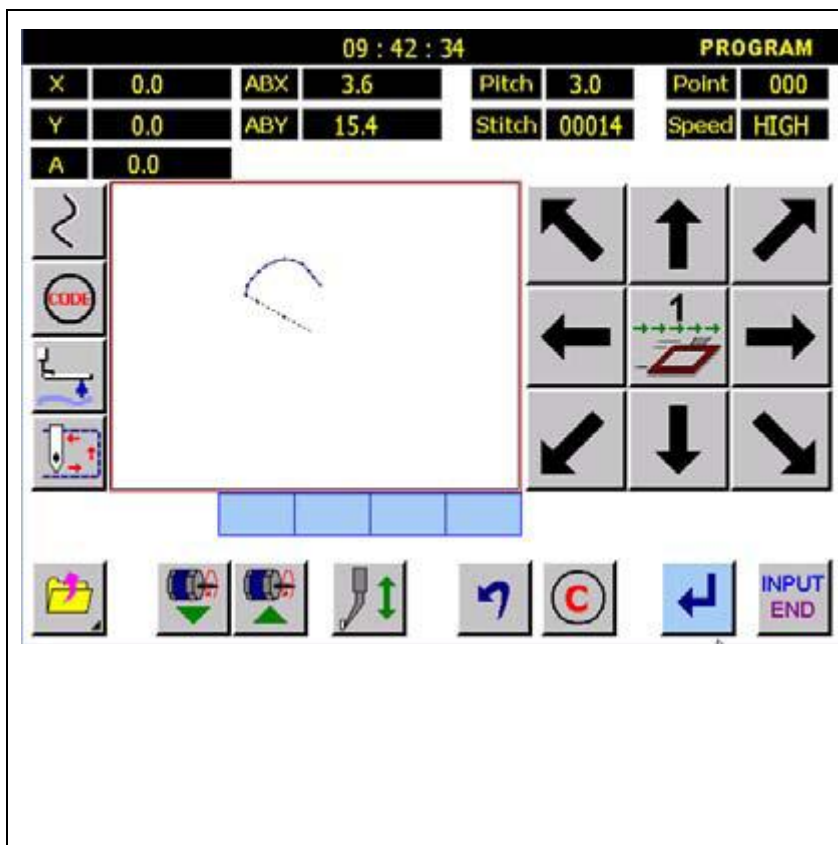 09 : 42 : 34 PROGRAM
X 0.0 ABX 3.6 Pitch 3.0 Point 000
Y 0.0 ABY 15.4 Stitch 00014 Speed HIGH
A 0.0
1
CODE
C
INPUT
END